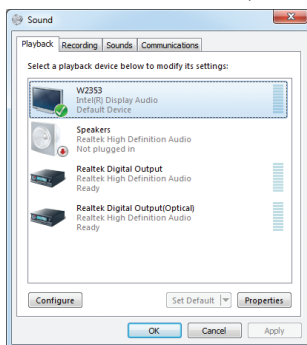 Sound
Playback Recording Sounds Communications
Select a playback device below to modify its settings:
W2353
Intel(R) Display Audio
Default Device
Speakers
Realtek High Definition Audio
Not plugged in
Realtek Digital Output
Realtek High Definition Audio
Ready
Realtek Digital Output(Optical)
Realtek High Definition Audio
Ready
Configure Set Default Properties
OK Cancel Apply